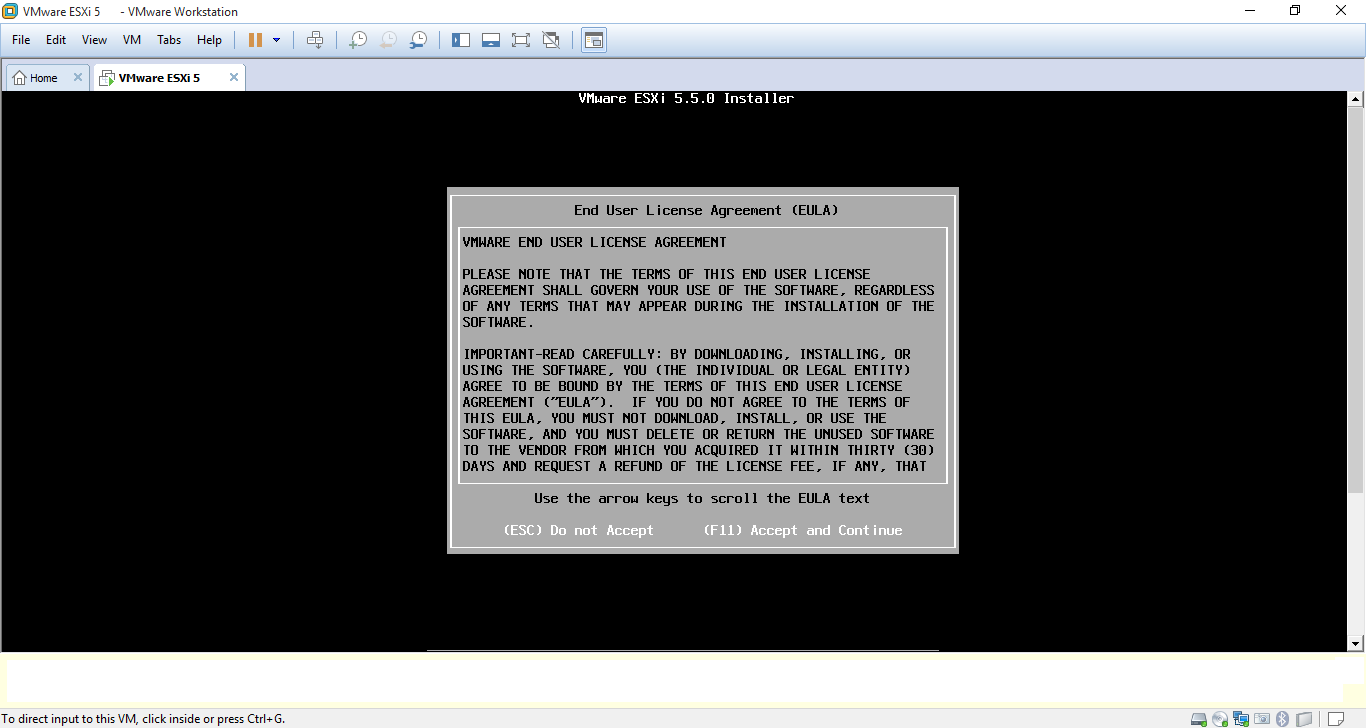 VMware ESXi 5 - VMware Workstation
File Edit View VM Tabs Help
Home VMware ESXi 5
VMware ESXi 5.5.0 Installer
End User License Agreement (EULA)
VMWARE END USER LICENSE AGREEMENT
PLEASE NOTE THAT THE TERMS OF THIS END USER LICENSE
AGREEMENT SHALL GOVERN YOUR USE OF THE SOFTWARE, REGARDLESS
OF ANY TERMS THAT MAY APPEAR DURING THE INSTALLATION OF THE
SOFTWARE.
IMPORTANT-READ CAREFULLY: BY DOWNLOADING, INSTALLING, OR
USING THE SOFTWARE, YOU (THE INDIVIDUAL OR LEGAL ENTITY)
AGREE TO BE BOUND BY THE TERMS OF THIS END USER LICENSE
AGREEMENT ("EULA"). IF YOU DO NOT AGREE TO THE TERMS OF
THIS EULA, YOU MUST NOT DOWNLOAD, INSTALL, OR USE THE
SOFTWARE, AND YOU MUST DELETE OR RETURN THE UNUSED SOFTWARE
TO THE VENDOR FROM WHICH YOU ACQUIRED IT WITHIN THIRTY (30)
DAYS AND REQUEST A REFUND OF THE LICENSE FEE, IF ANY, THAT
Use the arrow keys to scroll the EULA text
(ESC) Do not Accept (F11) Accept and Continue
To direct input to this VM, click inside or press Ctrl+G.